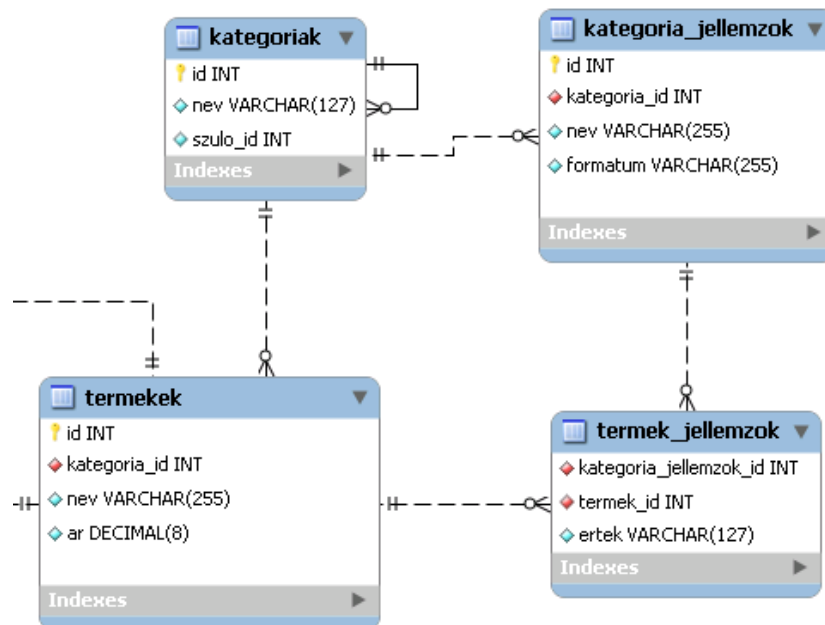 kategoriak
id INT
nev VARCHAR(127)
szulo_id INT
Indexes
kategoria_jellemzok
id INT
kategoria_id INT
nev VARCHAR(255)
formatum VARCHAR(255)
Indexes
termekek
id INT
kategoria_id INT
nev VARCHAR(255)
ar DECIMAL(8)
Indexes
termek_jellemzok
kategoria_jellemzok_id INT
termek_id INT
ertek VARCHAR(127)
Indexes